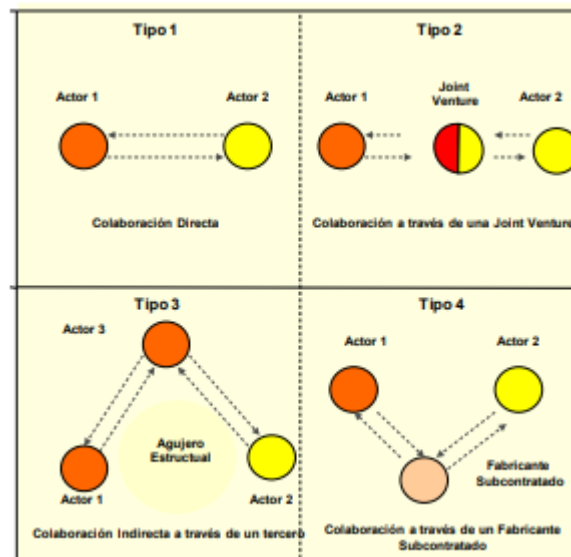 Tipo 1
Actor 1
Actor 2
Colaboración Directa
Tipo 2
Actor 1
Joint
Venture
Actor 2
Colaboración a través de una Joint Venture
Tipo 3
Actor 3
Agujero
Estructual
Actor 1
Actor 2
Colaboración Indirecta a través de un tercero
Tipo 4
Actor 1
Actor 2
Fabricante
Subcontratado
Colaboración a través de un Fabricante
Subcontratado